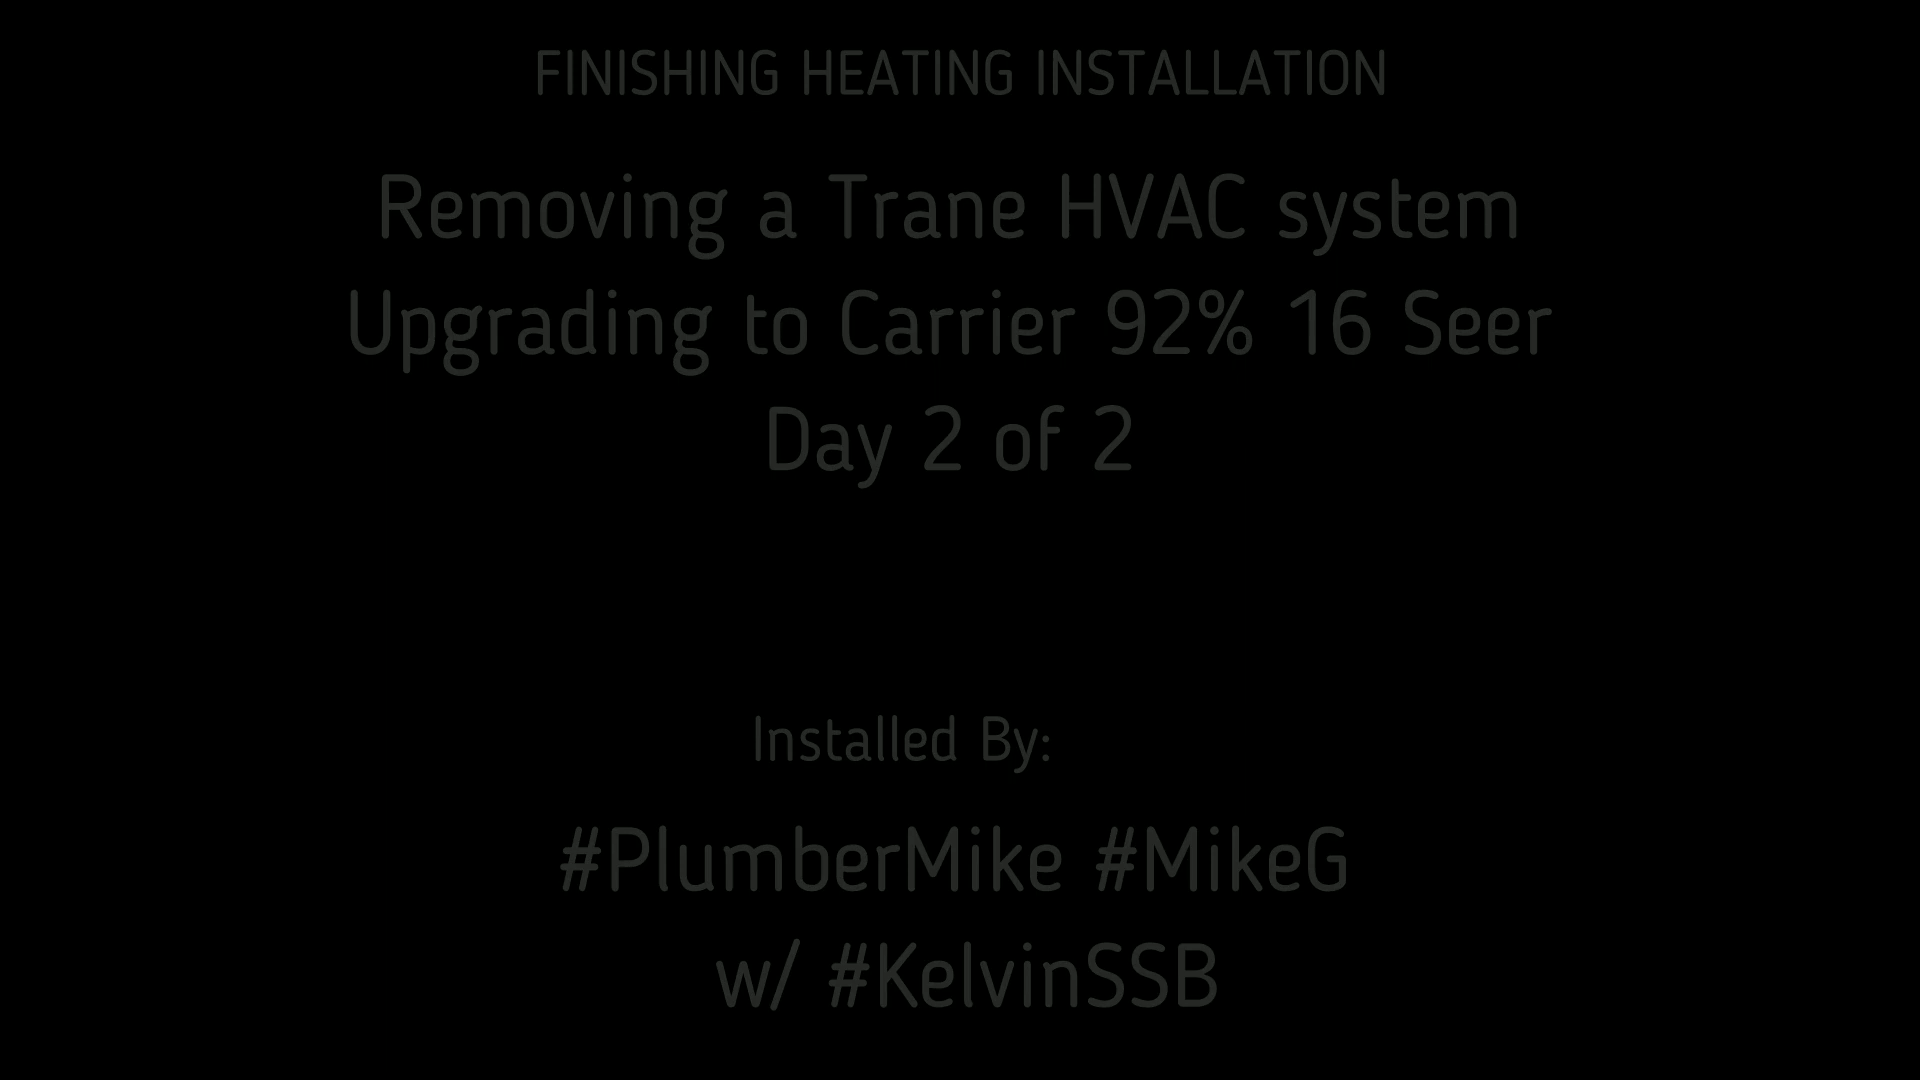 FINISHING HEATING INSTALLATION
Removing a Trane HVAC system
Upgrading to Carrier 92% 16 Seer
Day 2 of 2
Installed By:
#PlumberMike #MikeG
w/ #KelvinSSB